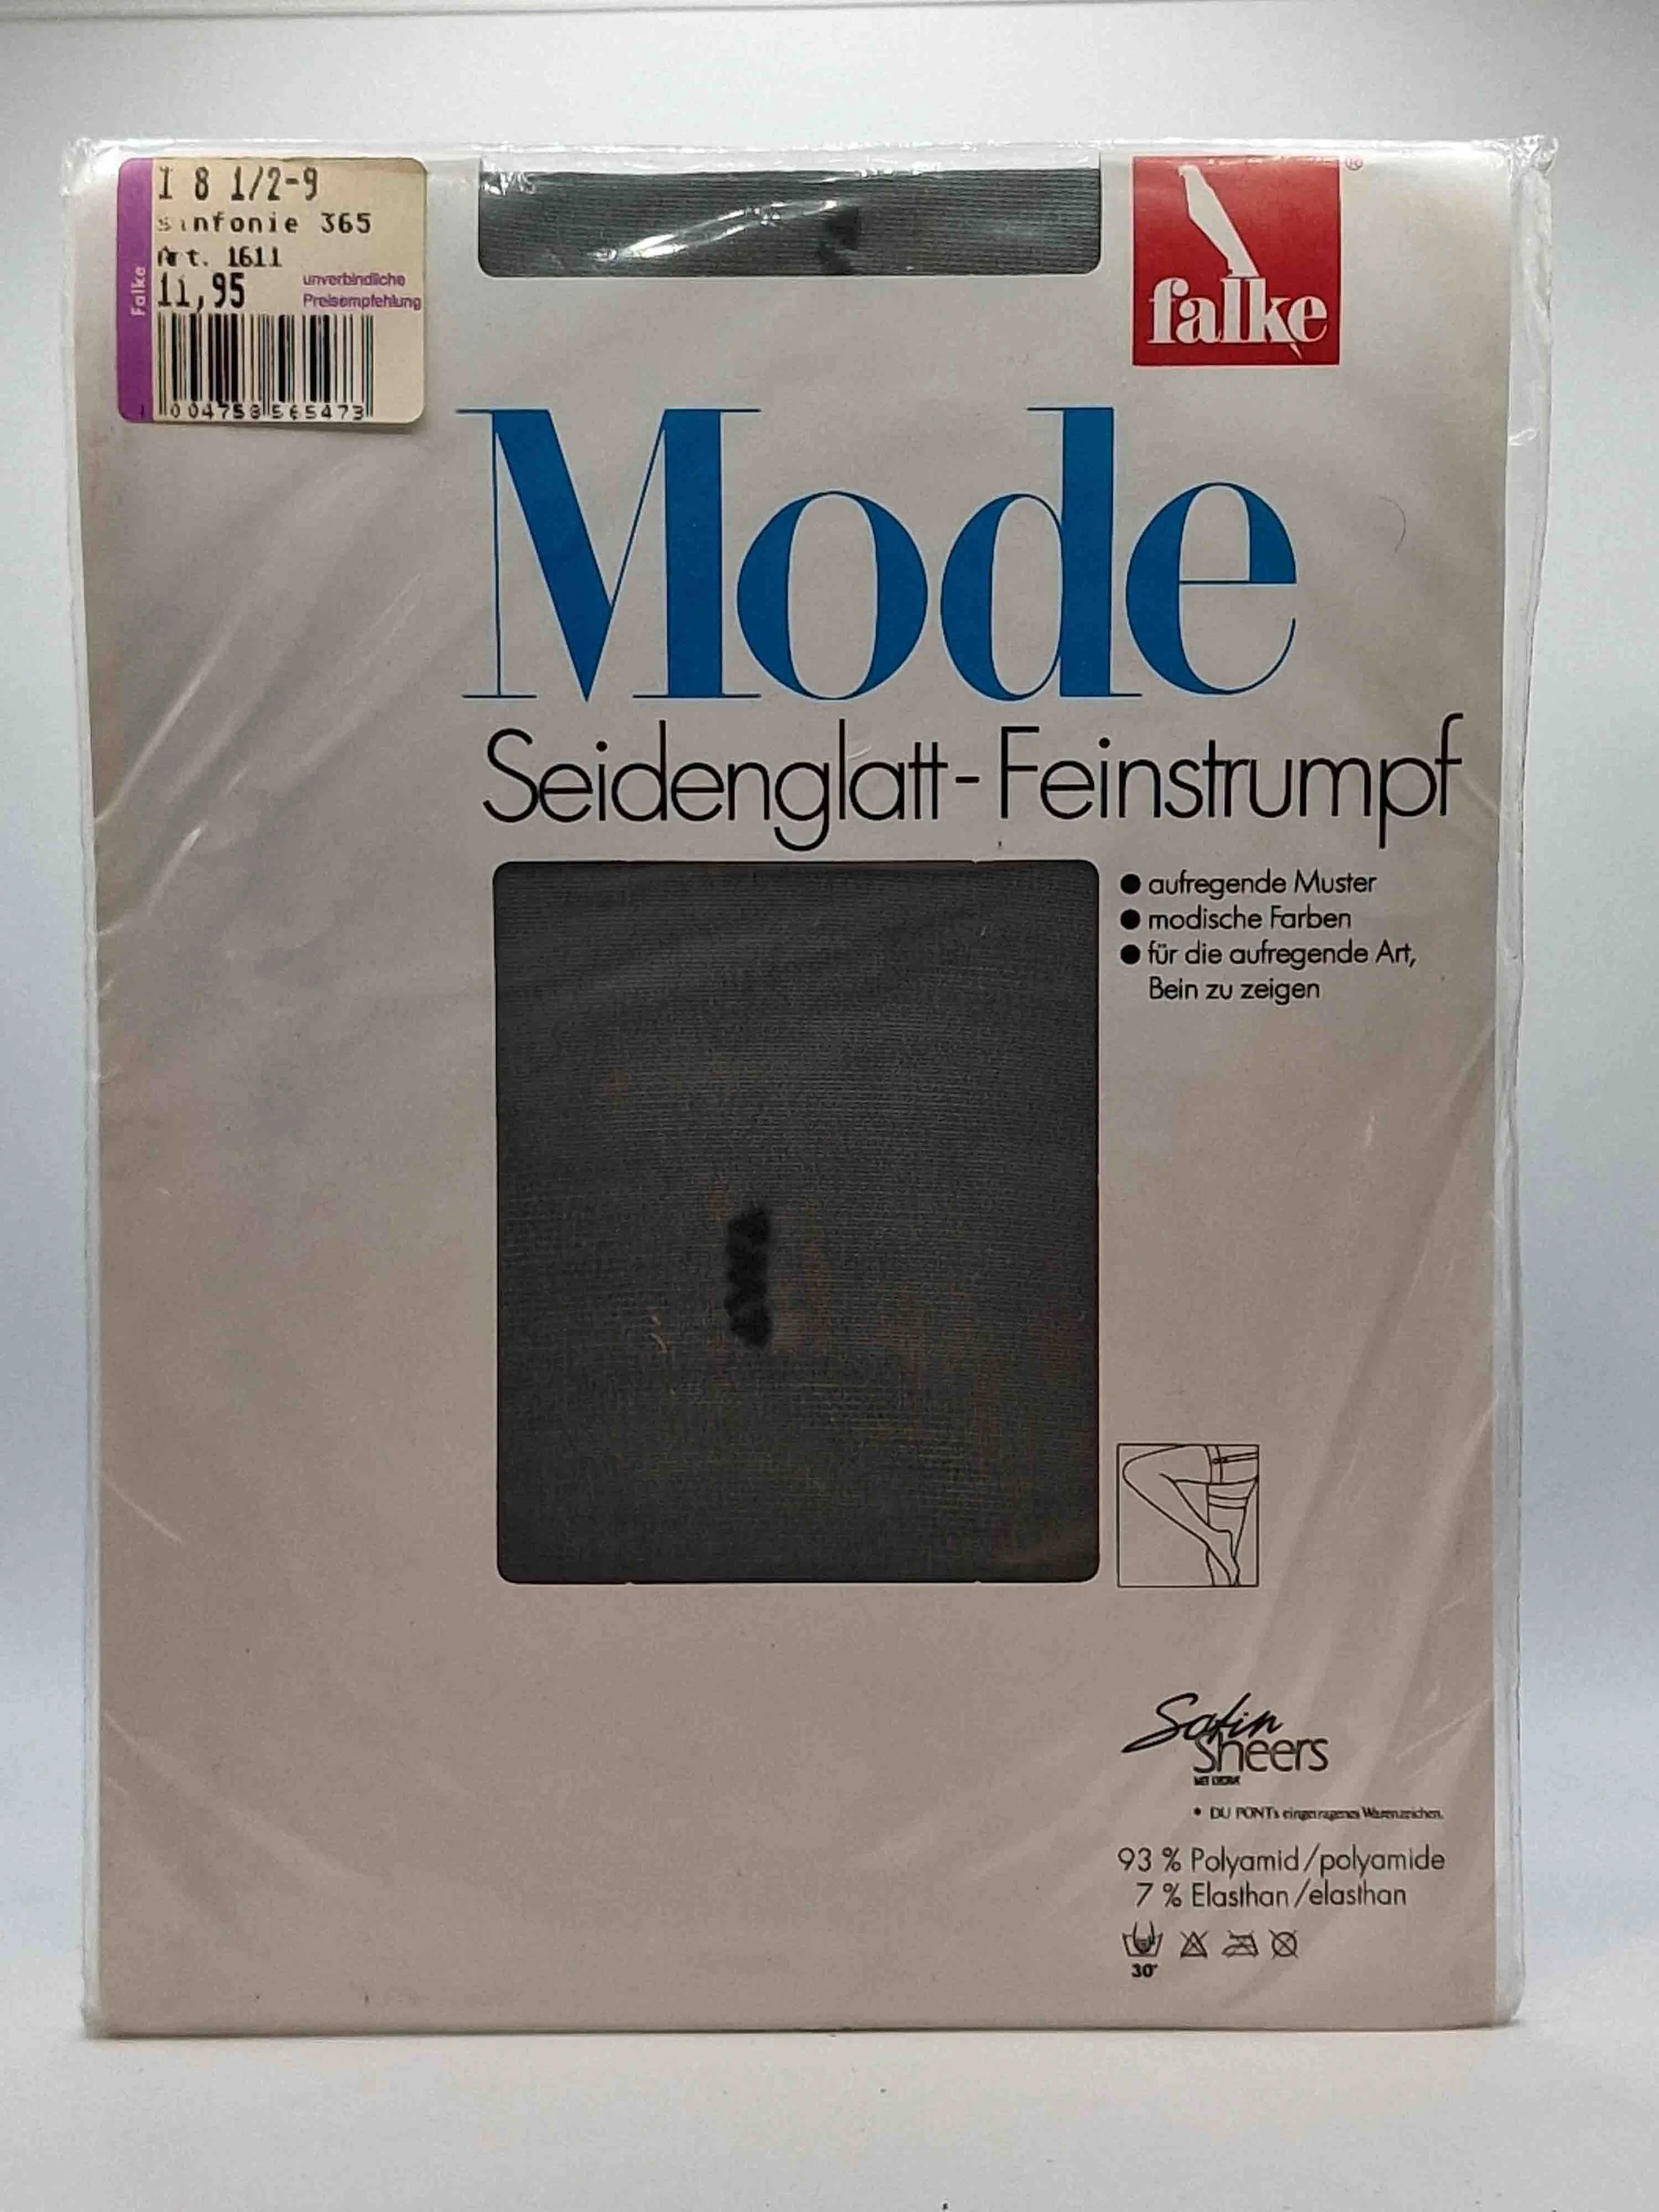 I 8 1/2-9
sinfonie 365
Art. 1611
11,95
unverbindliche
Preisempfehlung
Falke
004758565473
falke
®
Mode
Seidenglatt-Feinstrumpf
● aufregende Muster
● modische Farben
● für die aufregende Art,
Bein zu zeigen
Satin
Sheers
• DU PONTs eingetragenes Warenzeichen.
93 % Polyamid/polyamide
7 % Elasthan/elasthan
30°